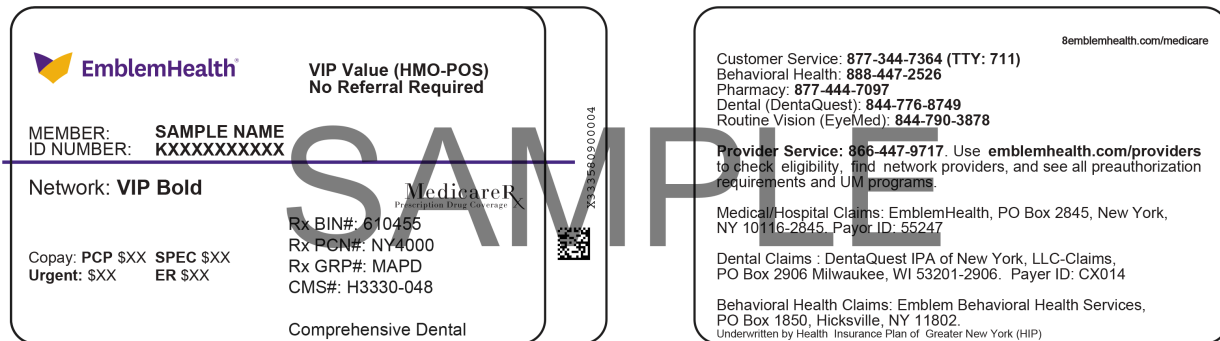 EmblemHealth®
VIP Value (HMO-POS)
No Referral Required
MEMBER: SAMPLE NAME
ID NUMBER: KXXXXXXXXXX
Network: VIP Bold
MedicareRx
Prescription Drug Coverage
Rx BIN#: 610455
Rx PCN#: NY4000
Rx GRP#: MAPD
CMS#: H3330-048
Copay: PCP $XX SPEC $XX
Urgent: $XX ER $XX
Comprehensive Dental
X333580900004
SAMPLE
8emblemhealth.com/medicare
Customer Service: 877-344-7364 (TTY: 711)
Behavioral Health: 888-447-2526
Pharmacy: 877-444-7097
Dental (DentaQuest): 844-776-8749
Routine Vision (EyeMed): 844-790-3878
Provider Service: 866-447-9717. Use emblemhealth.com/providers
to check eligibility, find network providers, and see all preauthorization
requirements and UM programs.
Medical/Hospital Claims: EmblemHealth, PO Box 2845, New York,
NY 10116-2845. Payor ID: 55247
Dental Claims : DentaQuest IPA of New York, LLC-Claims,
PO Box 2906 Milwaukee, WI 53201-2906. Payer ID: CX014
Behavioral Health Claims: Emblem Behavioral Health Services,
PO Box 1850, Hicksville, NY 11802.
Underwritten by Health Insurance Plan of Greater New York (HIP)